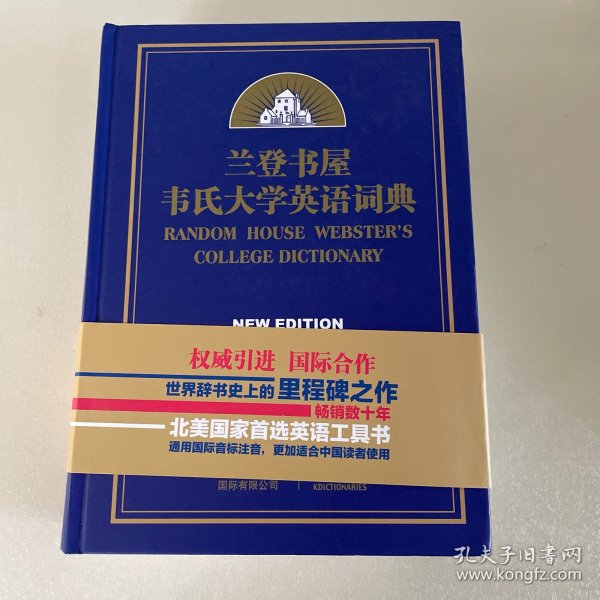 兰登书屋
韦氏大学英语词典
RANDOM HOUSE WEBSTER'S
COLLEGE DICTIONARY
NEW EDITION
权威引进 国际合作
世界辞书史上的里程碑之作
畅销数十年
北美国家首选英语工具书
通用国际音标注音，更加适合中国读者使用
国际有限公司
KDICTIONARIES
孔夫子旧书网
www.kongfz.com